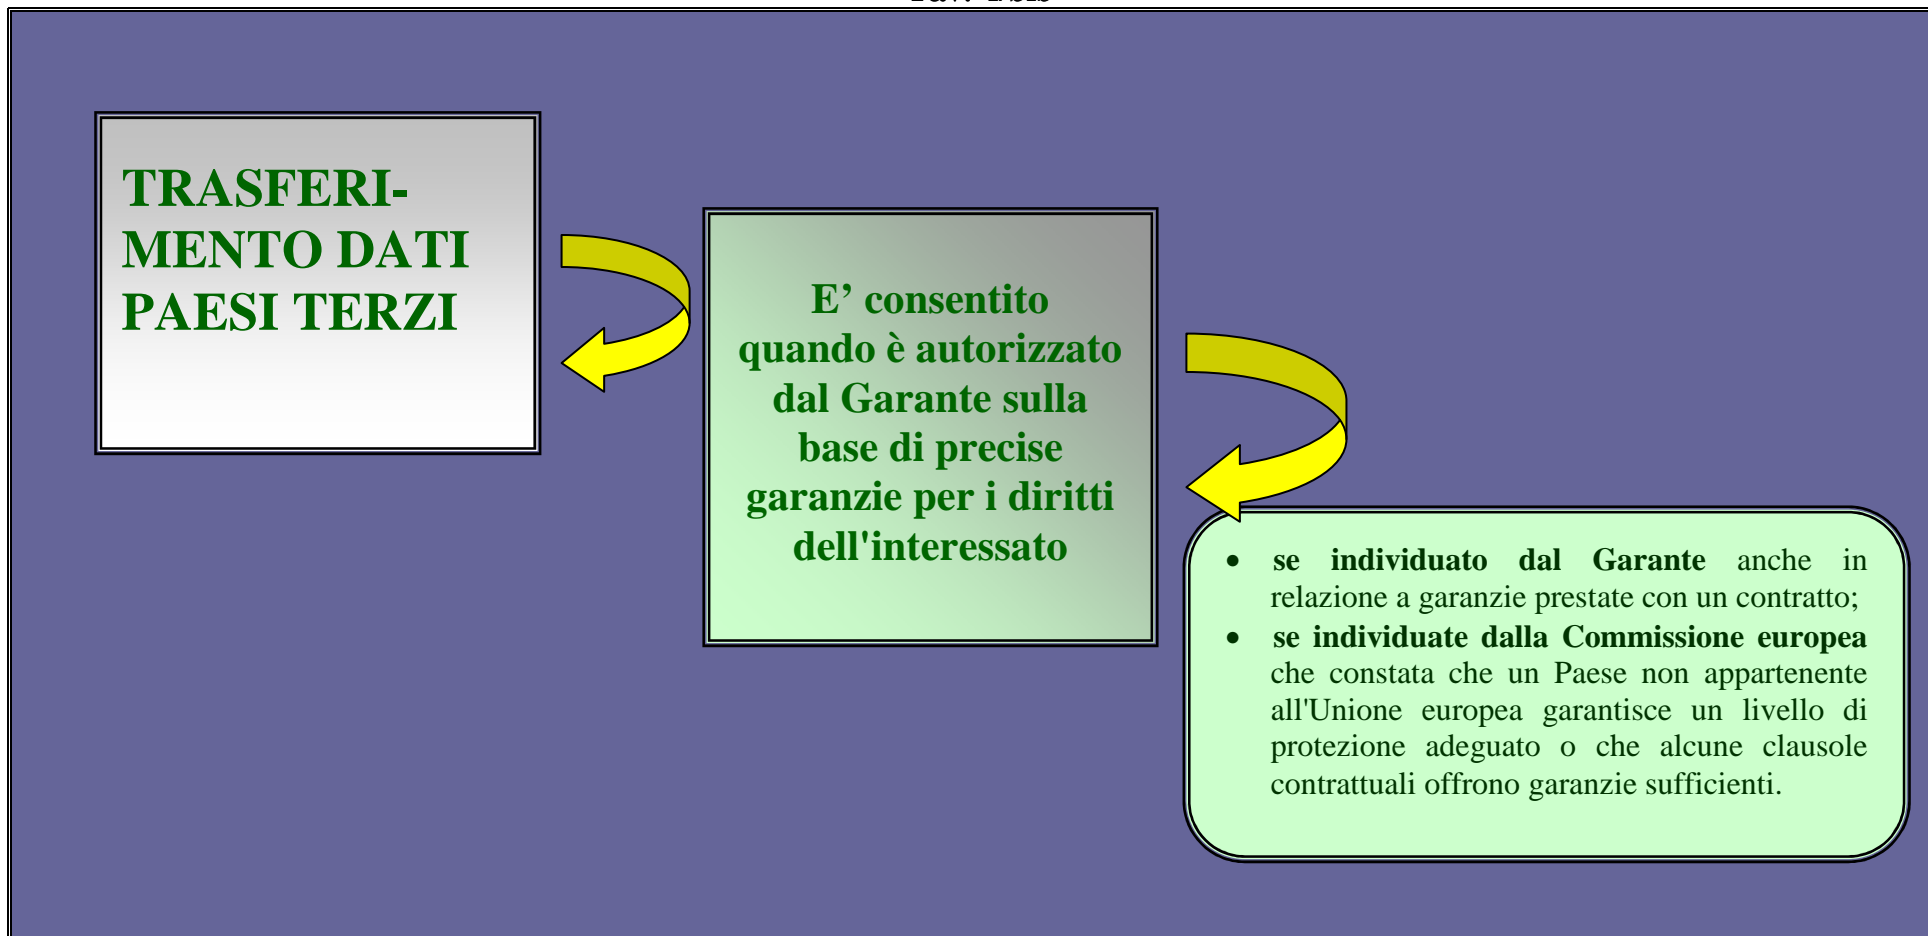 TRASFERI-
MENTO DATI
PAESI TERZI
E’ consentito
quando è autorizzato
dal Garante sulla
base di precise
garanzie per i diritti
dell'interessato
• se individuato dal Garante anche in
relazione a garanzie prestate con un contratto;
• se individuate dalla Commissione europea
che constata che un Paese non appartenente
all'Unione europea garantisce un livello di
protezione adeguato o che alcune clausole
contrattuali offrono garanzie sufficienti.